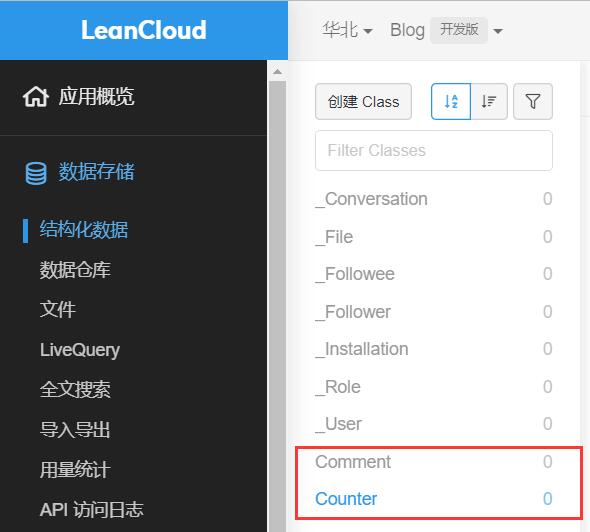 LeanCloud
应用概览
数据存储
结构化数据
数据仓库
文件
LiveQuery
全文搜索
导入导出
用量统计
API 访问日志
华北 Blog 开发版
创建 Class
Filter Classes
_Conversation 0
_File 0
_Followee 0
_Follower 0
_Installation 0
_Role 0
_User 0
Comment 0
Counter 0